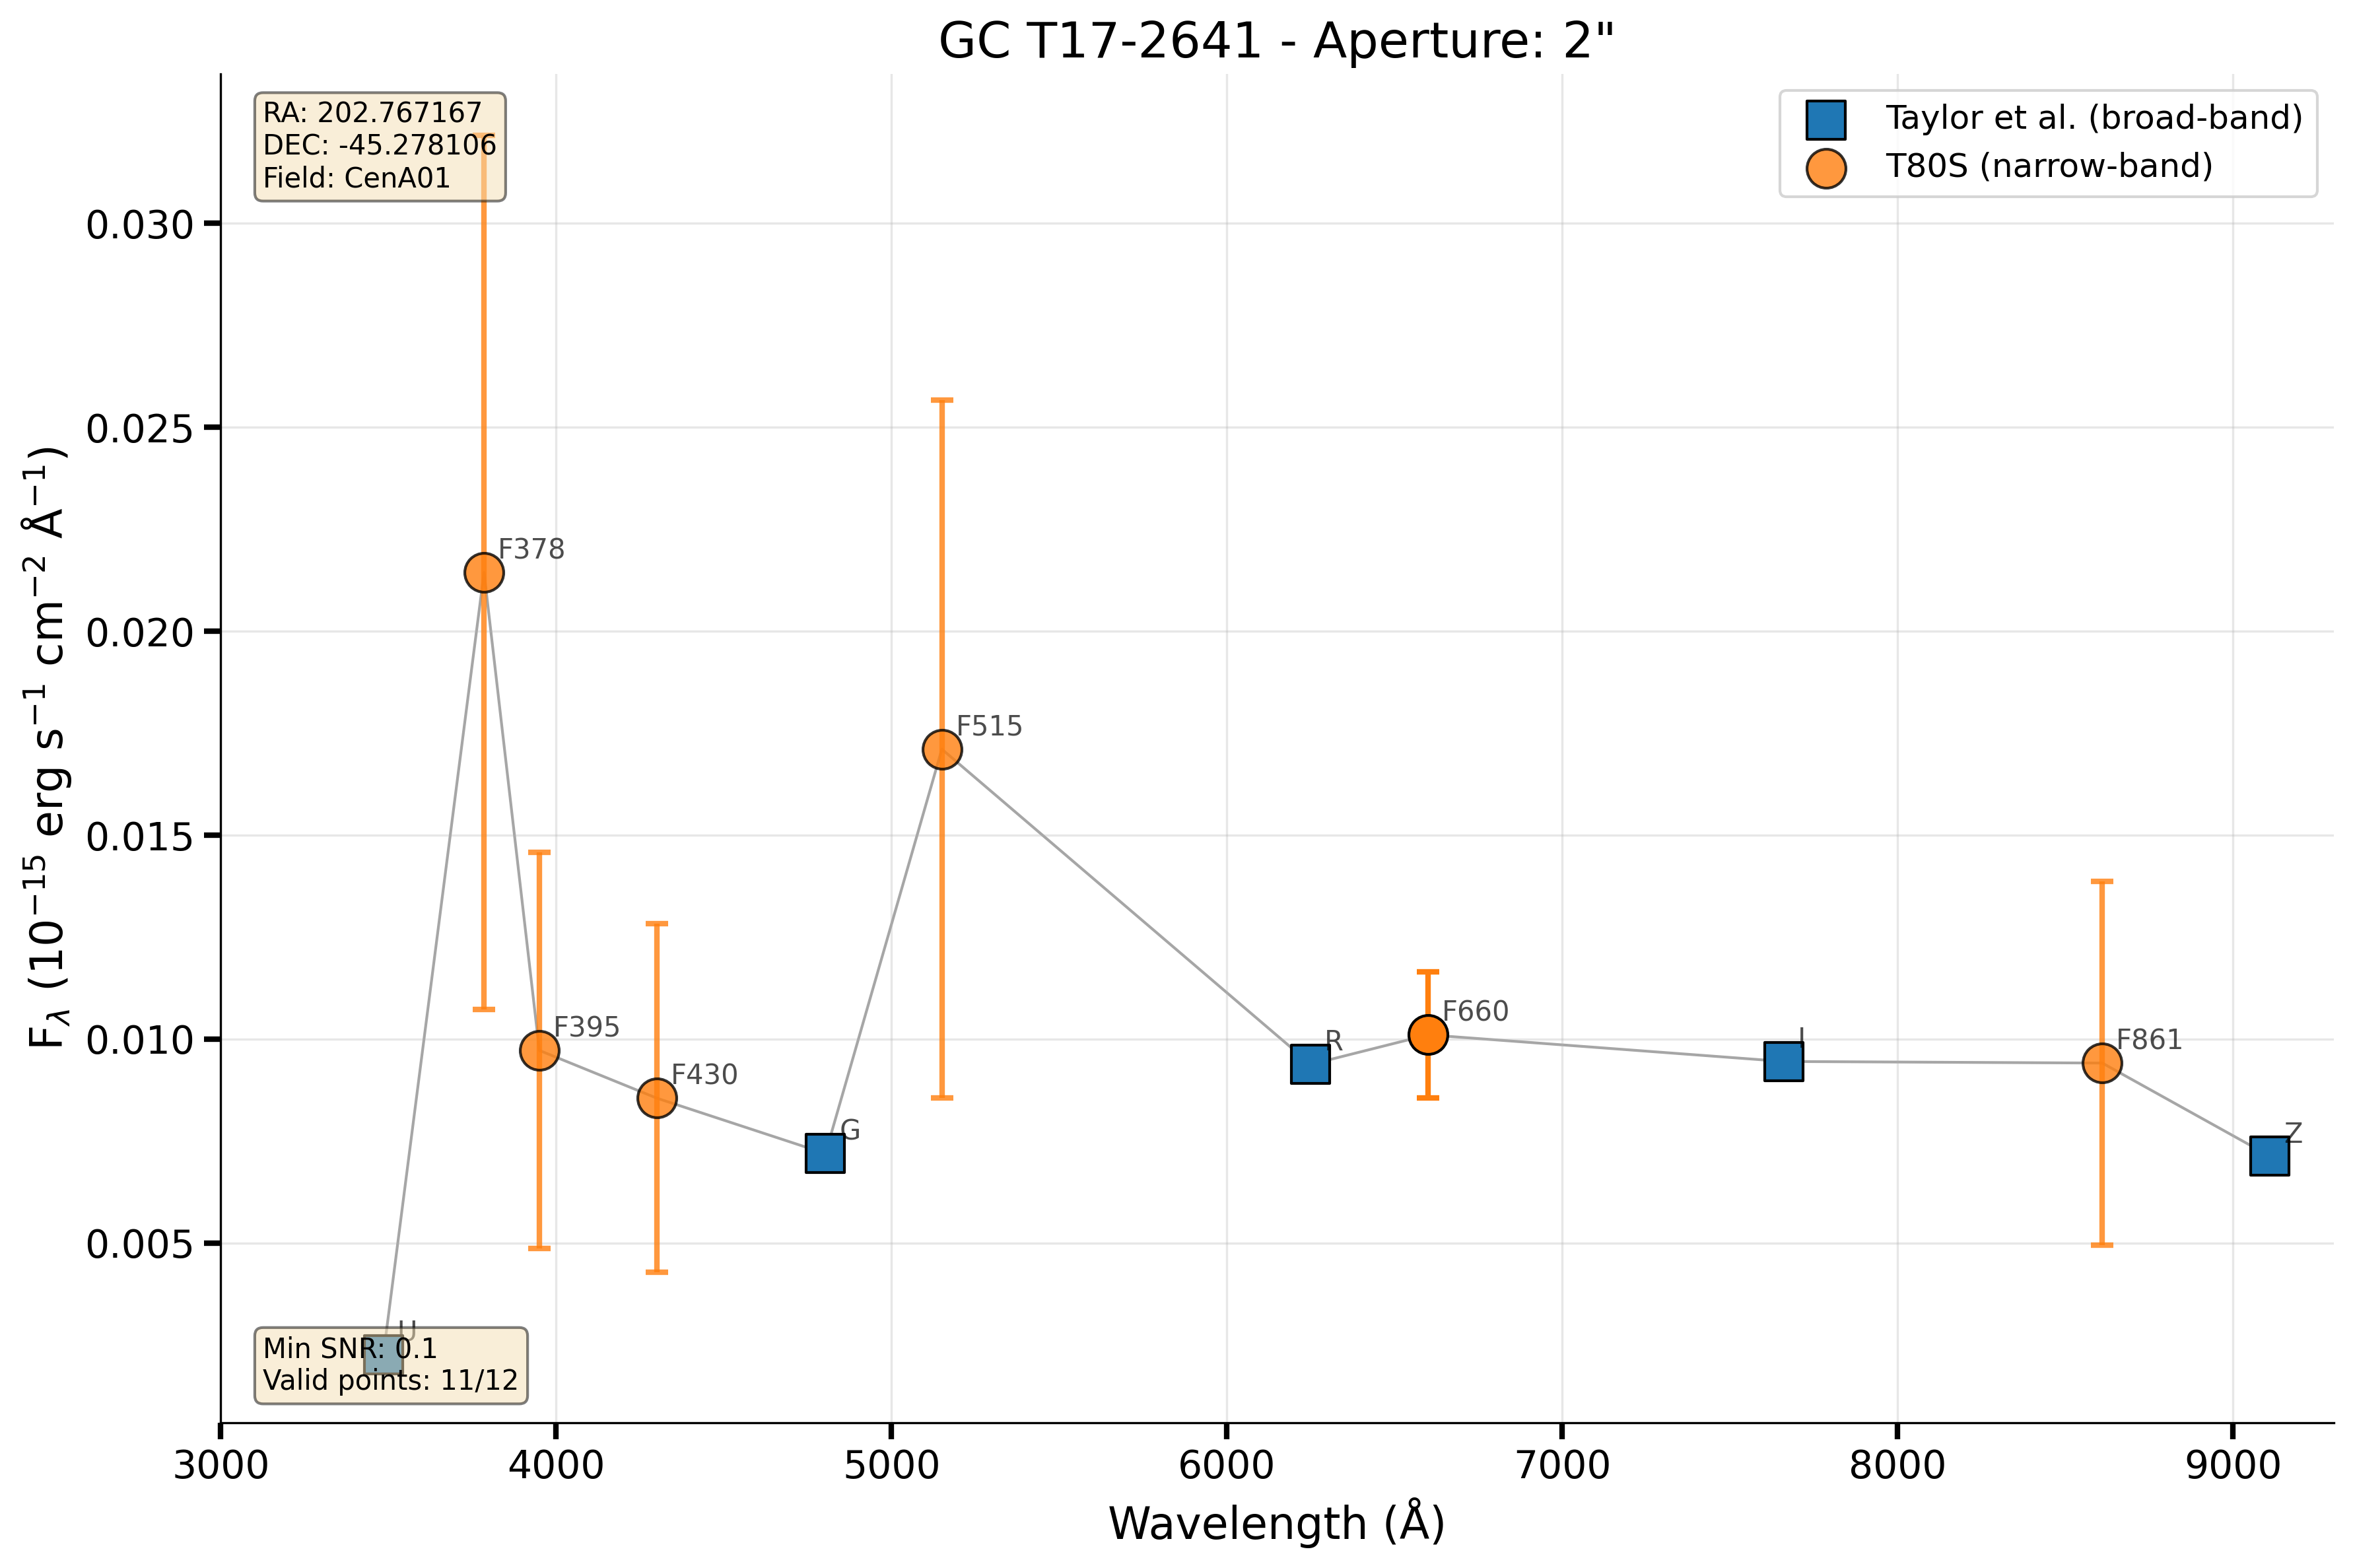 GC T17-2641 - Aperture: 2"
RA: 202.767167
DEC: -45.278106
Field: CenA01
Taylor et al. (broad-band)
T80S (narrow-band)
F_λ (10⁻¹⁵ erg s⁻¹ cm⁻² Å⁻¹)
0.030
0.025
0.020
0.015
0.010
0.005
F378
F515
F395
F430
G
R
F660
I
F861
Z
U
Min SNR: 0.1
Valid points: 11/12
3000 4000 5000 6000 7000 8000 9000
Wavelength (Å)